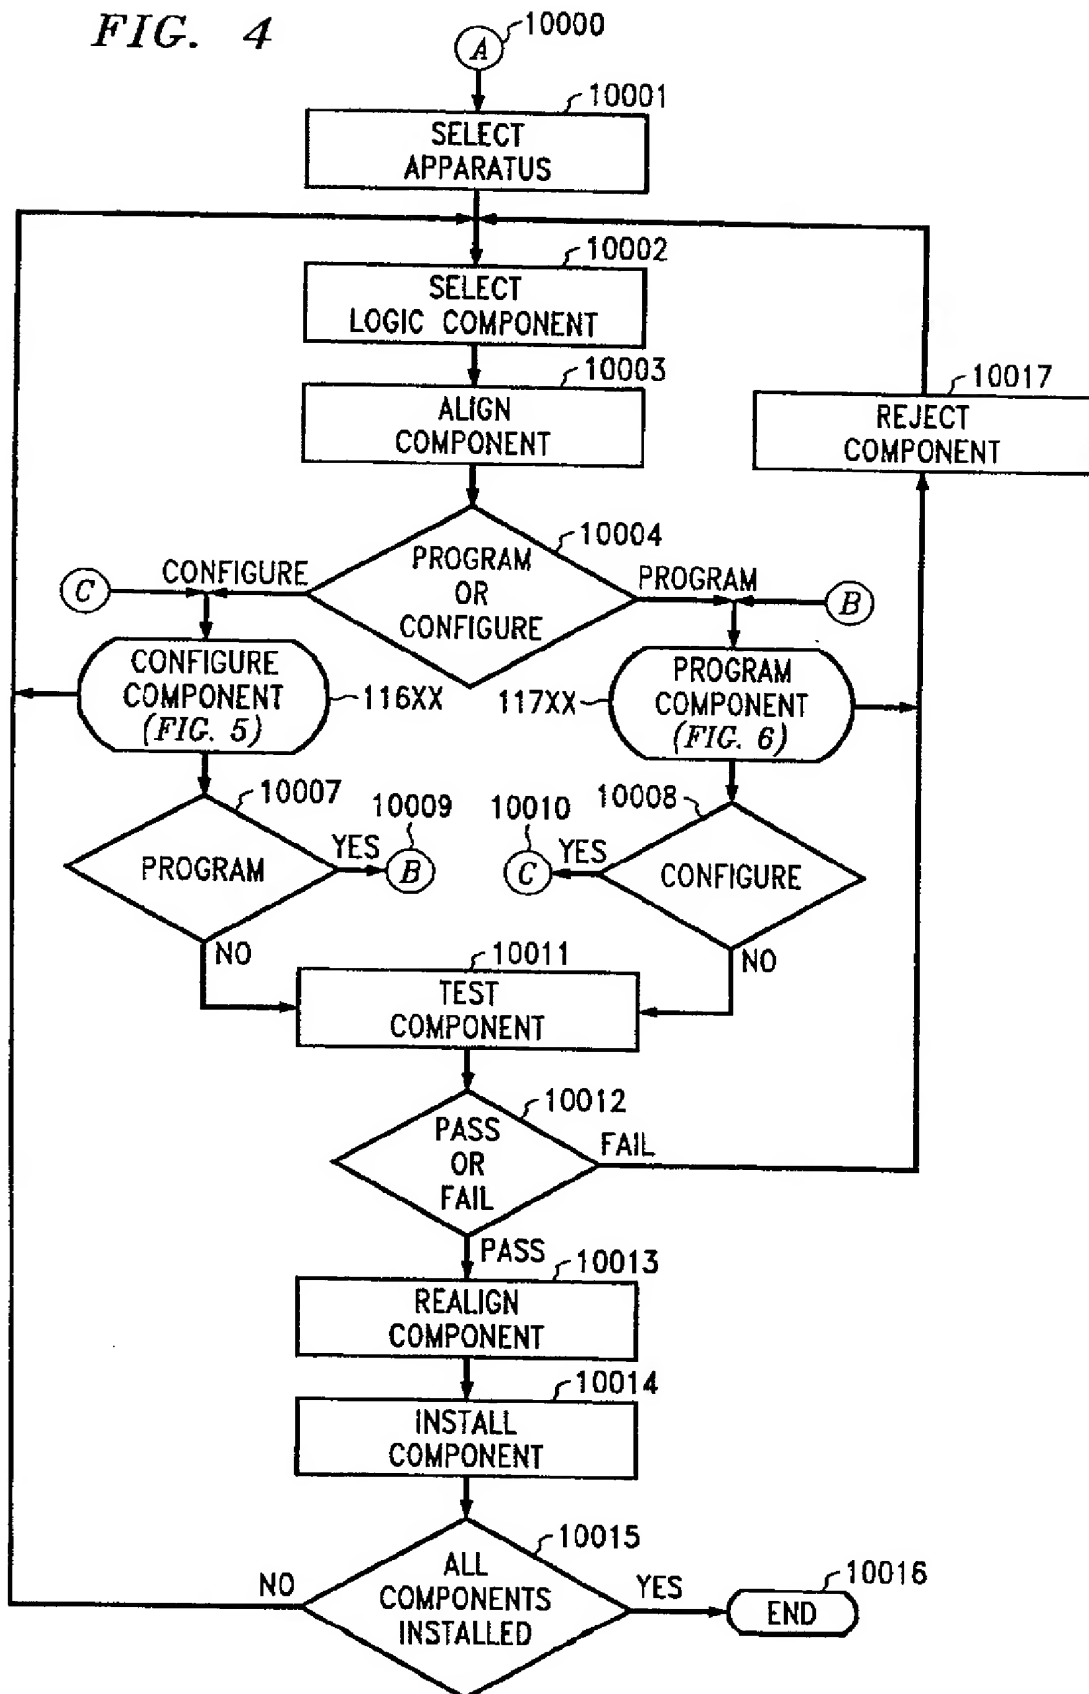 FIG. 4
A
10000
10001
SELECT
APPARATUS
10002
SELECT
LOGIC COMPONENT
10003
ALIGN
COMPONENT
10017
REJECT
COMPONENT
10004
PROGRAM
OR
CONFIGURE
CONFIGURE
PROGRAM
C
B
CONFIGURE
COMPONENT
(FIG. 5)
116XX
117XX
PROGRAM
COMPONENT
(FIG. 6)
10007
PROGRAM
YES
10009
B
NO
10010
C
YES
10008
CONFIGURE
NO
10011
TEST
COMPONENT
10012
PASS
OR
FAIL
FAIL
PASS
10013
REALIGN
COMPONENT
10014
INSTALL
COMPONENT
10015
ALL
COMPONENTS
INSTALLED
NO
YES
10016
END